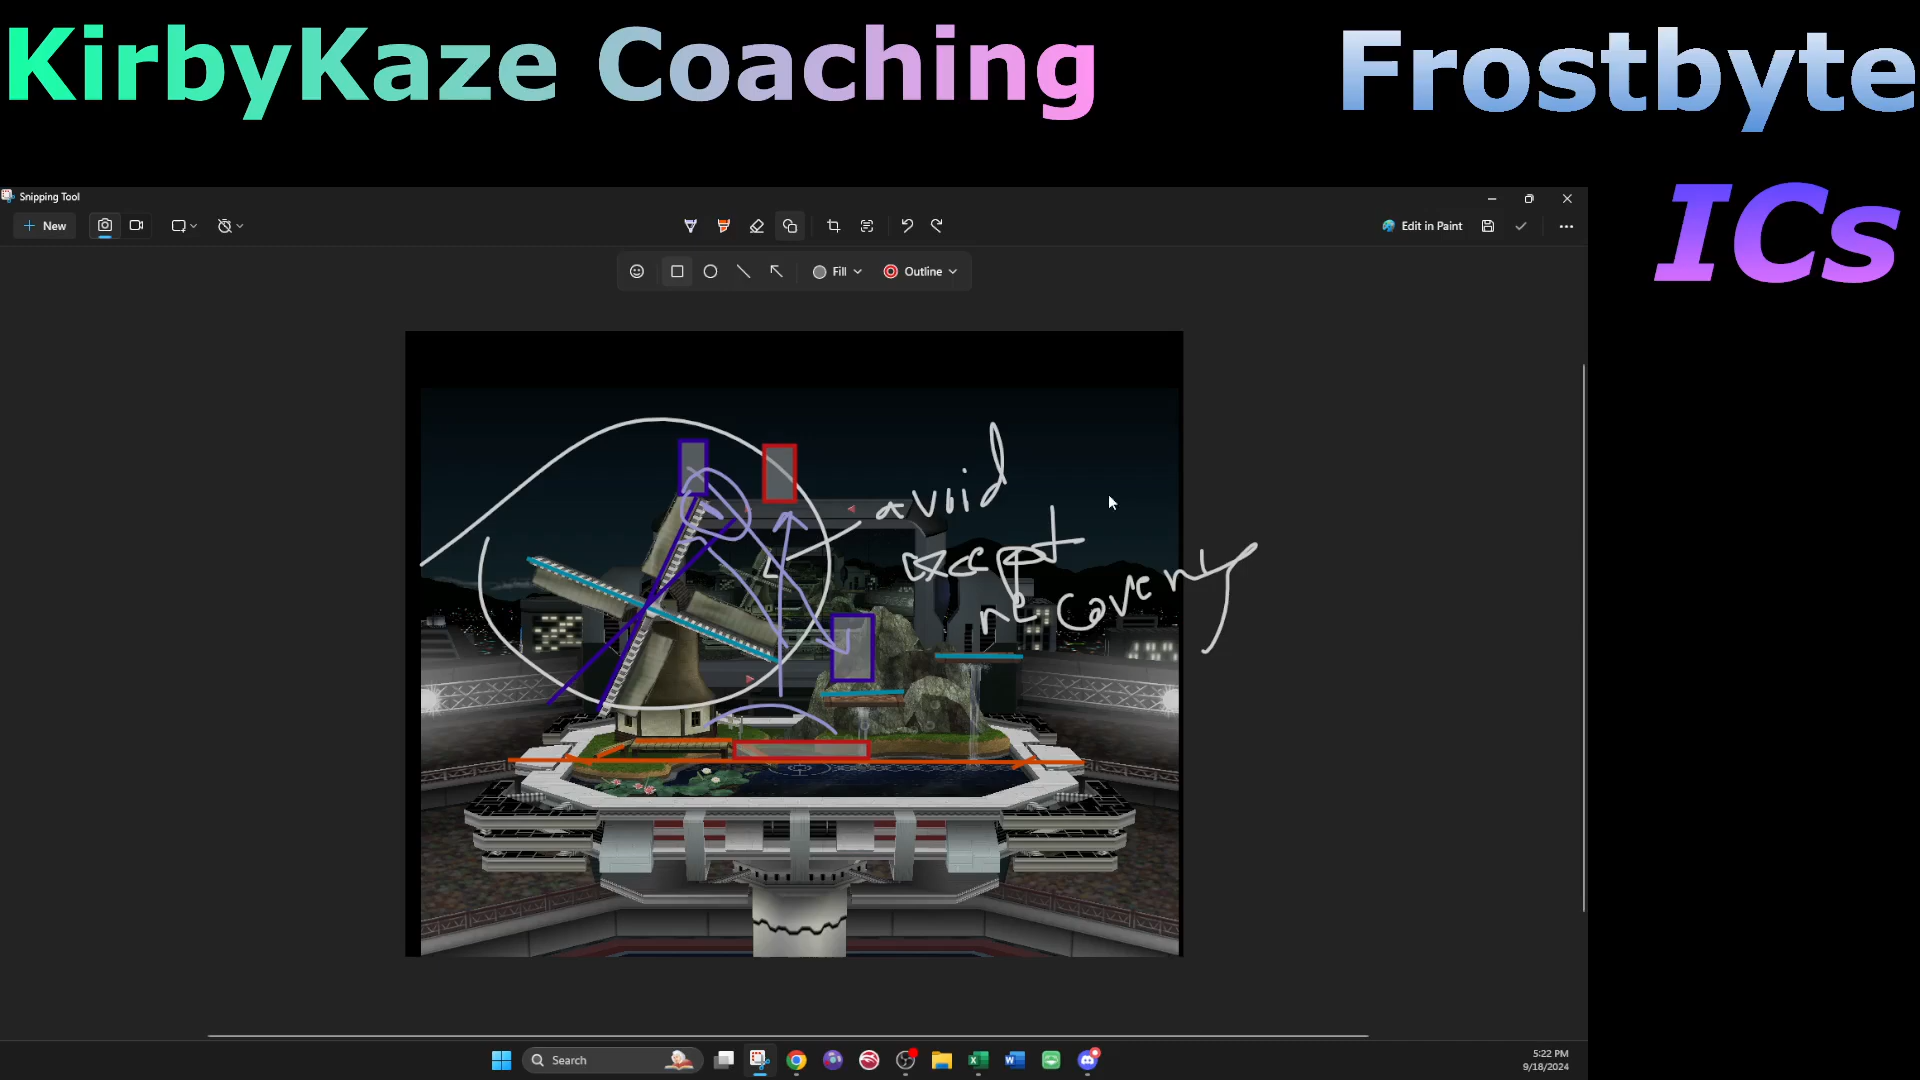 KirbyKaze Coaching
Frostbyte
ICs
Snipping Tool
New
Edit in Paint
Fill
Outline
avoid
except
recovery
Search
5:22 PM
9/18/2024